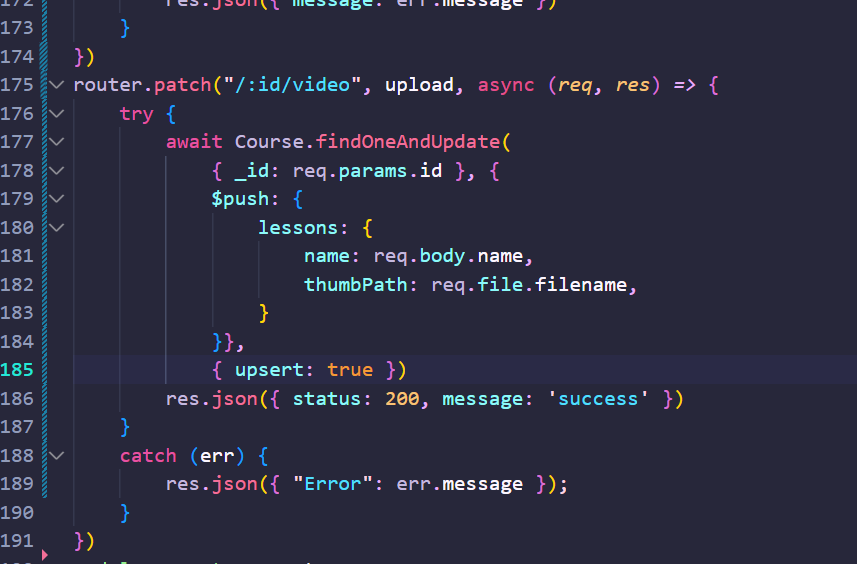 172 res.json({ message: err.message })
173 }
174 })
175 router.patch("/:id/video", upload, async (req, res) => {
176 try {
177 await Course.findOneAndUpdate(
178 { _id: req.params.id }, {
179 $push: {
180 lessons: {
181 name: req.body.name,
182 thumbPath: req.file.filename,
183 }
184 }},
185 { upsert: true })
186 res.json({ status: 200, message: 'success' })
187 }
188 catch (err) {
189 res.json({ "Error": err.message });
190 }
191 })